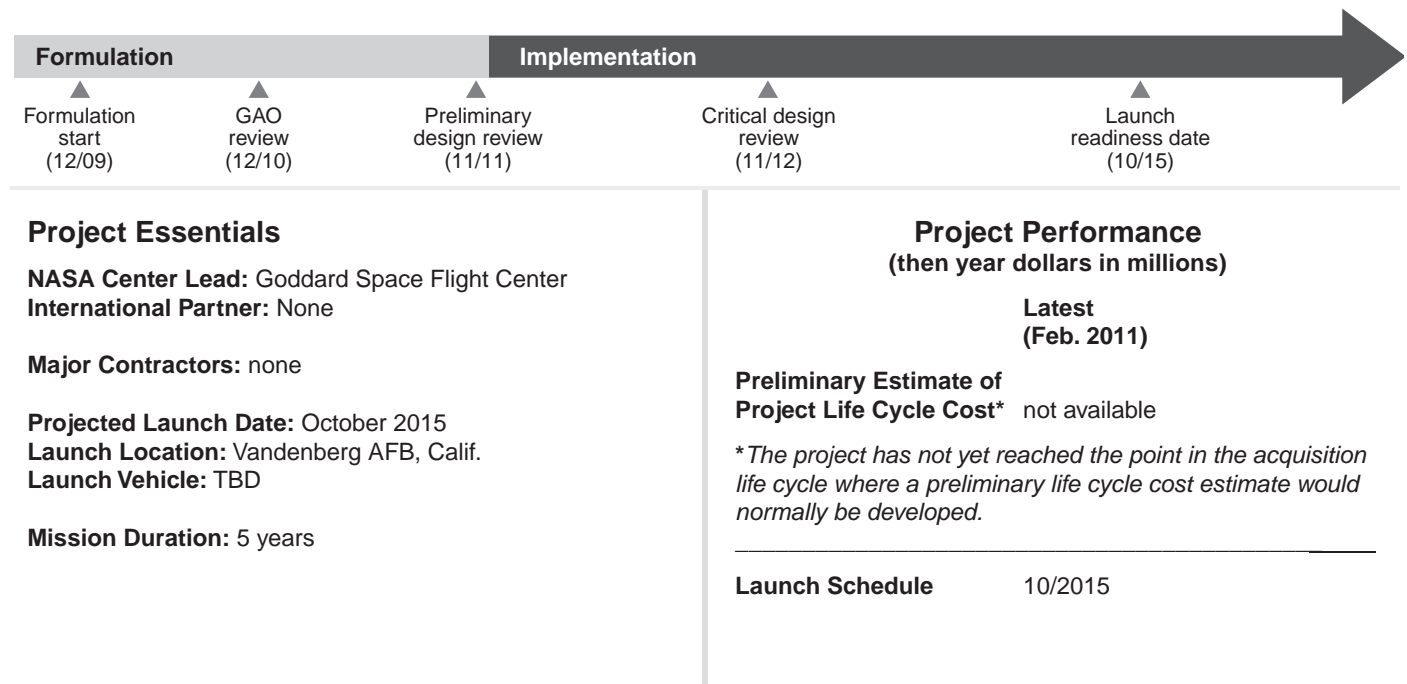 Formulation
Implementation
Formulation
start
(12/09)
GAO
review
(12/10)
Preliminary
design review
(11/11)
Critical design
review
(11/12)
Launch
readiness date
(10/15)
Project Essentials
NASA Center Lead: Goddard Space Flight Center
International Partner: None
Major Contractors: none
Projected Launch Date: October 2015
Launch Location: Vandenberg AFB, Calif.
Launch Vehicle: TBD
Mission Duration: 5 years
Project Performance
(then year dollars in millions)
Latest
(Feb. 2011)
Preliminary Estimate of
Project Life Cycle Cost* not available
*The project has not yet reached the point in the acquisition
life cycle where a preliminary life cycle cost estimate would
normally be developed.
Launch Schedule 10/2015